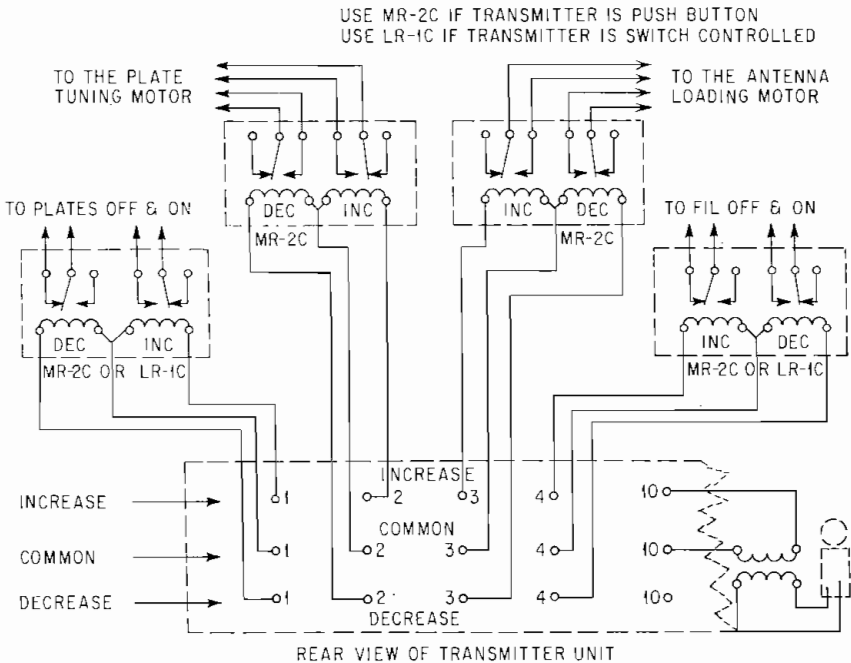 USE MR-2C IF TRANSMITTER IS PUSH BUTTON
USE LR-1C IF TRANSMITTER IS SWITCH CONTROLLED
TO THE PLATE
TUNING MOTOR
TO THE ANTENNA
LOADING MOTOR
DEC INC
MR-2C
INC DEC
MR-2C
TO PLATES OFF & ON
TO FIL OFF & ON
DEC INC
MR-2C OR LR-1C
INC DEC
MR-2C OR LR-1C
INCREASE
INCREASE
1 2 3 4 10
COMMON
COMMON
1 2 3 4 10
DECREASE
1 2 3 4 10
DECREASE
REAR VIEW OF TRANSMITTER UNIT